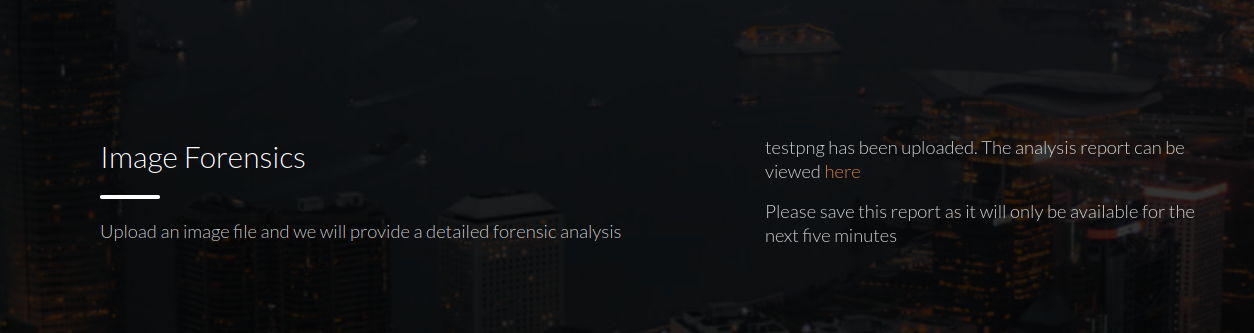 Image Forensics
Upload an image file and we will provide a detailed forensic analysis
testpng has been uploaded. The analysis report can be
viewed here
Please save this report as it will only be available for the
next five minutes